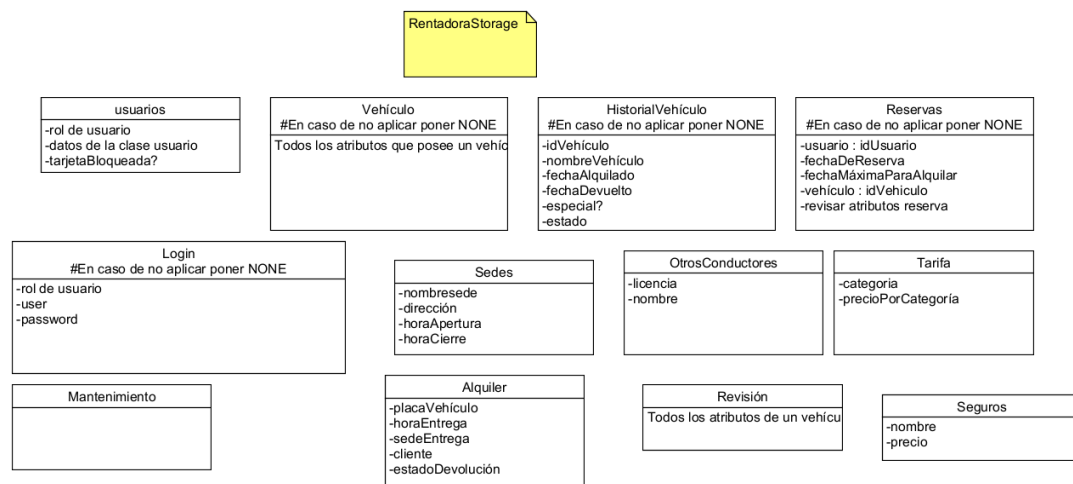 RentadoraStorage
usuarios
-rol de usuario
-datos de la clase usuario
-tarjetaBloqueada?
Vehículo
#En caso de no aplicar poner NONE
Todos los atributos que posee un vehíc
HistorialVehículo
#En caso de no aplicar poner NONE
-idVehículo
-nombreVehículo
-fechaAlquilado
-fechaDevuelto
-especial?
-estado
Reservas
#En caso de no aplicar poner NONE
-usuario : idUsuario
-fechaDeReserva
-fechaMáximaParaAlquilar
-vehículo : idVehiculo
-revisar atributos reserva
Login
#En caso de no aplicar poner NONE
-rol de usuario
-user
-password
Sedes
-nombresede
-dirección
-horaApertura
-horaCierre
OtrosConductores
-licencia
-nombre
Tarifa
-categoria
-precioPorCategoría
Mantenimiento
Alquiler
-placaVehículo
-horaEntrega
-sedeEntrega
-cliente
-estadoDevolución
Revisión
Todos los atributos de un vehícu
Seguros
-nombre
-precio